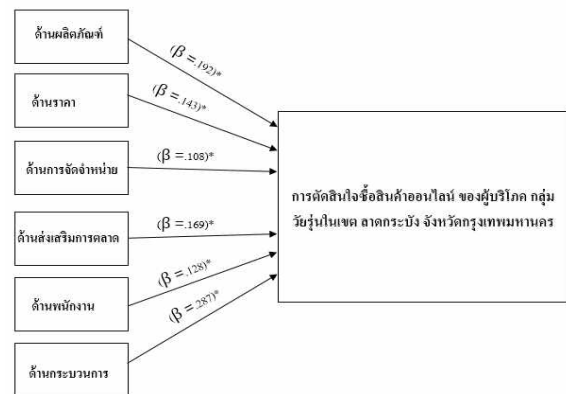 ด้านผลิตภัณฑ์
(β =.192)*
ด้านราคา
(β =.143)*
ด้านการจัดจำหน่าย
(β =.108)*
การตัดสินใจซื้อสินค้าออนไลน์ ของผู้บริโภค กลุ่ม
วัยรุ่นในเขต ลาดกระบัง จังหวัดกรุงเทพมหานคร
ด้านส่งเสริมการตลาด
(β =.169)*
ด้านพนักงาน
(β =.128)*
ด้านกระบวนการ
(β =.287)*